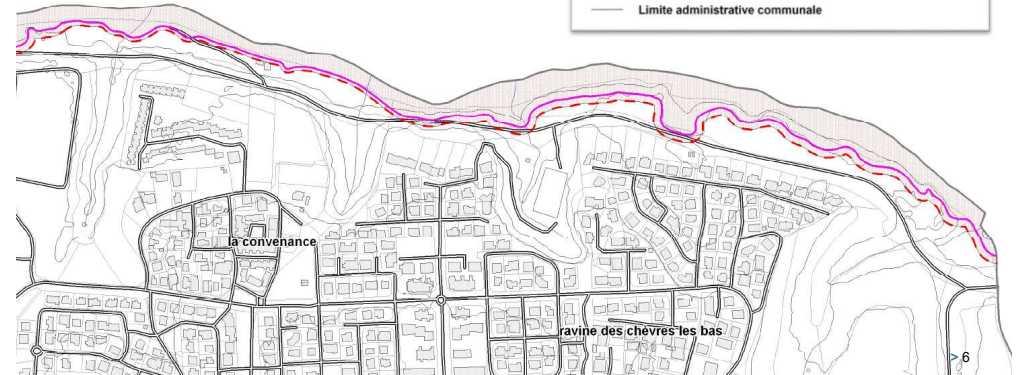 Limite administrative communale
la convenance
ravine des chèvres les bas
> 6